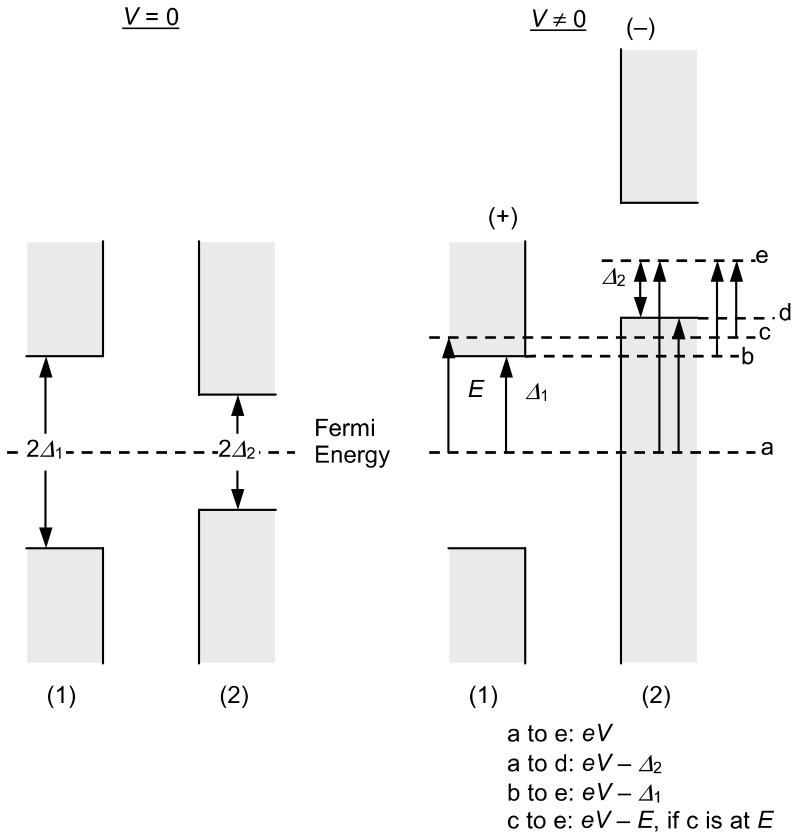 V = 0
V ≠ 0
(–)
(+)
e
Δ2
d
c
b
E
Δ1
Fermi
Energy
2Δ1
2Δ2
a
(1)
(2)
(1)
(2)
a to e: eV
a to d: eV – Δ2
b to e: eV – Δ1
c to e: eV – E, if c is at E